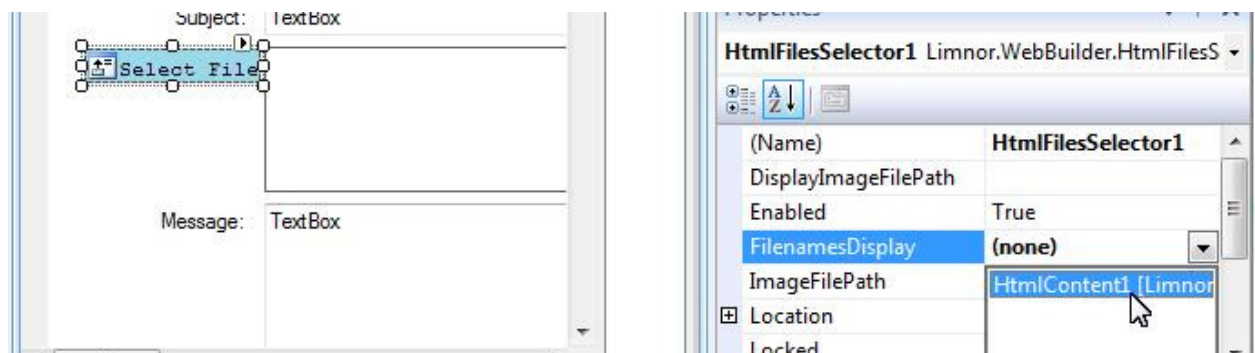 Subject: TextBox
Select File
Message: TextBox
Properties
HtmlFilesSelector1 Limnor.WebBuilder.HtmlFilesS
(Name) HtmlFilesSelector1
DisplayImageFilePath
Enabled True
FilenamesDisplay (none)
ImageFilePath HtmlContent1 [Limnor
Location
Locked